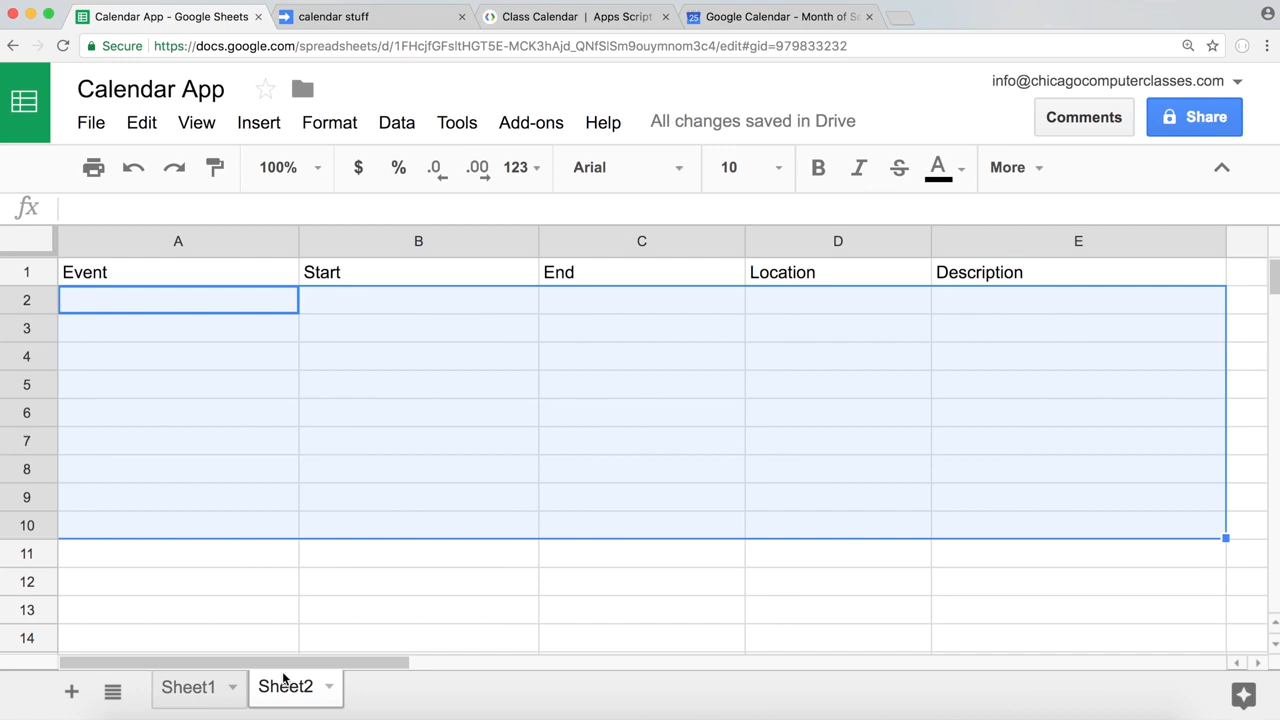 Calendar App - Google Sheets
calendar stuff
Class Calendar | Apps Script
Google Calendar - Month of Se
Secure https://docs.google.com/spreadsheets/d/1FHcjfGFsltHGT5E-MCK3hAjd_QNfSlSm9ouymnom3c4/edit#gid=979833232
Calendar App
info@chicagocomputerclasses.com
File Edit View Insert Format Data Tools Add-ons Help All changes saved in Drive
Comments
Share
100% $ % .0 .00 123 Arial 10 B I S A More
fx
A B C D E
1 Event Start End Location Description
2
3
4
5
6
7
8
9
10
11
12
13
14
+ Sheet1 Sheet2